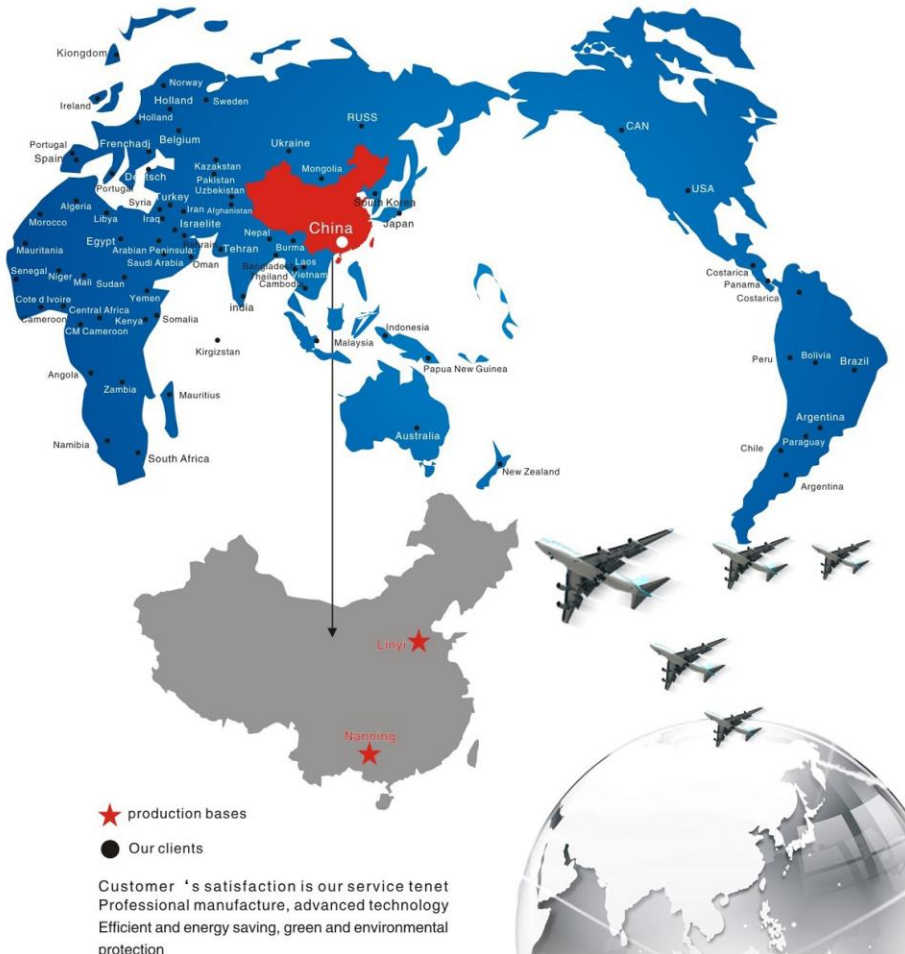 Kiongdom
Norway
Ireland
Holland
Sweden
Holland
RUSS
CAN
Portugal
Frenchadj
Belgium
Ukraine
Spain
Kazakstan
Mongolia
Portugal
Deutsch
Pakistan
Uzbekistan
USA
Syria
Turkey
South Korea
Algeria
Iran
Afghanistan
Morocco
Libya
Iraq
Israelite
China
Japan
Mauritania
Egypt
Arabian Peninsula:
Bahrain
Tehran
Nepal
Burma
Saudi Arabia
Oman
Bangladesh
Laos
Senegal
Niger
Mali
Sudan
Thailand
Vietnam
Costarica
Yemen
Cambod
Panama
Cote d Ivoire
Central Africa
india
Costarica
Cameroon
CM Cameroon
Kenya
Somalia
Indonesia
Kirgizstan
Malaysia
Papua New Guinea
Peru
Bolivia
Brazil
Angola
Zambia
Mauritius
Namibia
South Africa
Australia
Argentina
Paraguay
Chile
New Zealand
Argentina
Linyi
Nanning
production bases
Our clients
Customer ‘s satisfaction is our service tenet
Professional manufacture, advanced technology
Efficient and energy saving, green and environmental
protection